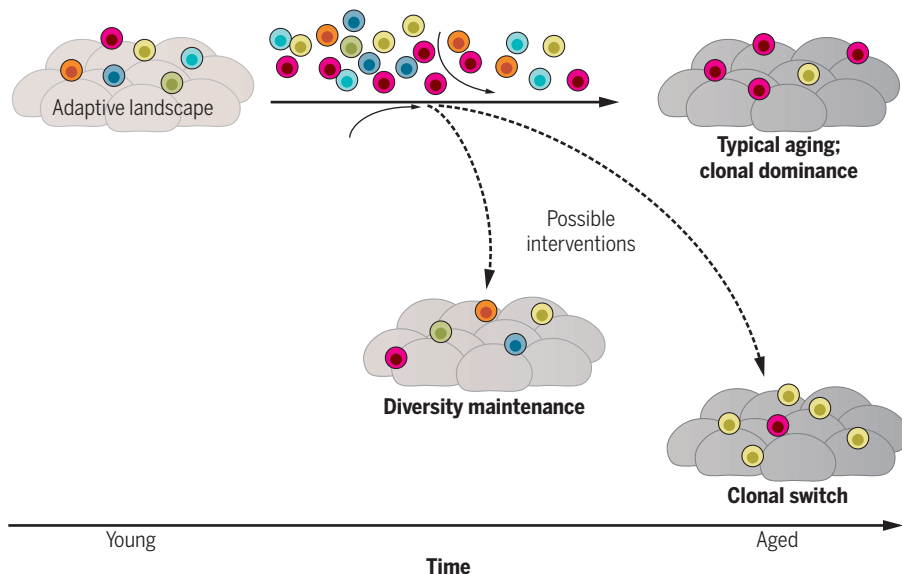 Adaptive landscape
Typical aging;
clonal dominance
Possible
interventions
Diversity maintenance
Clonal switch
Young
Aged
Time